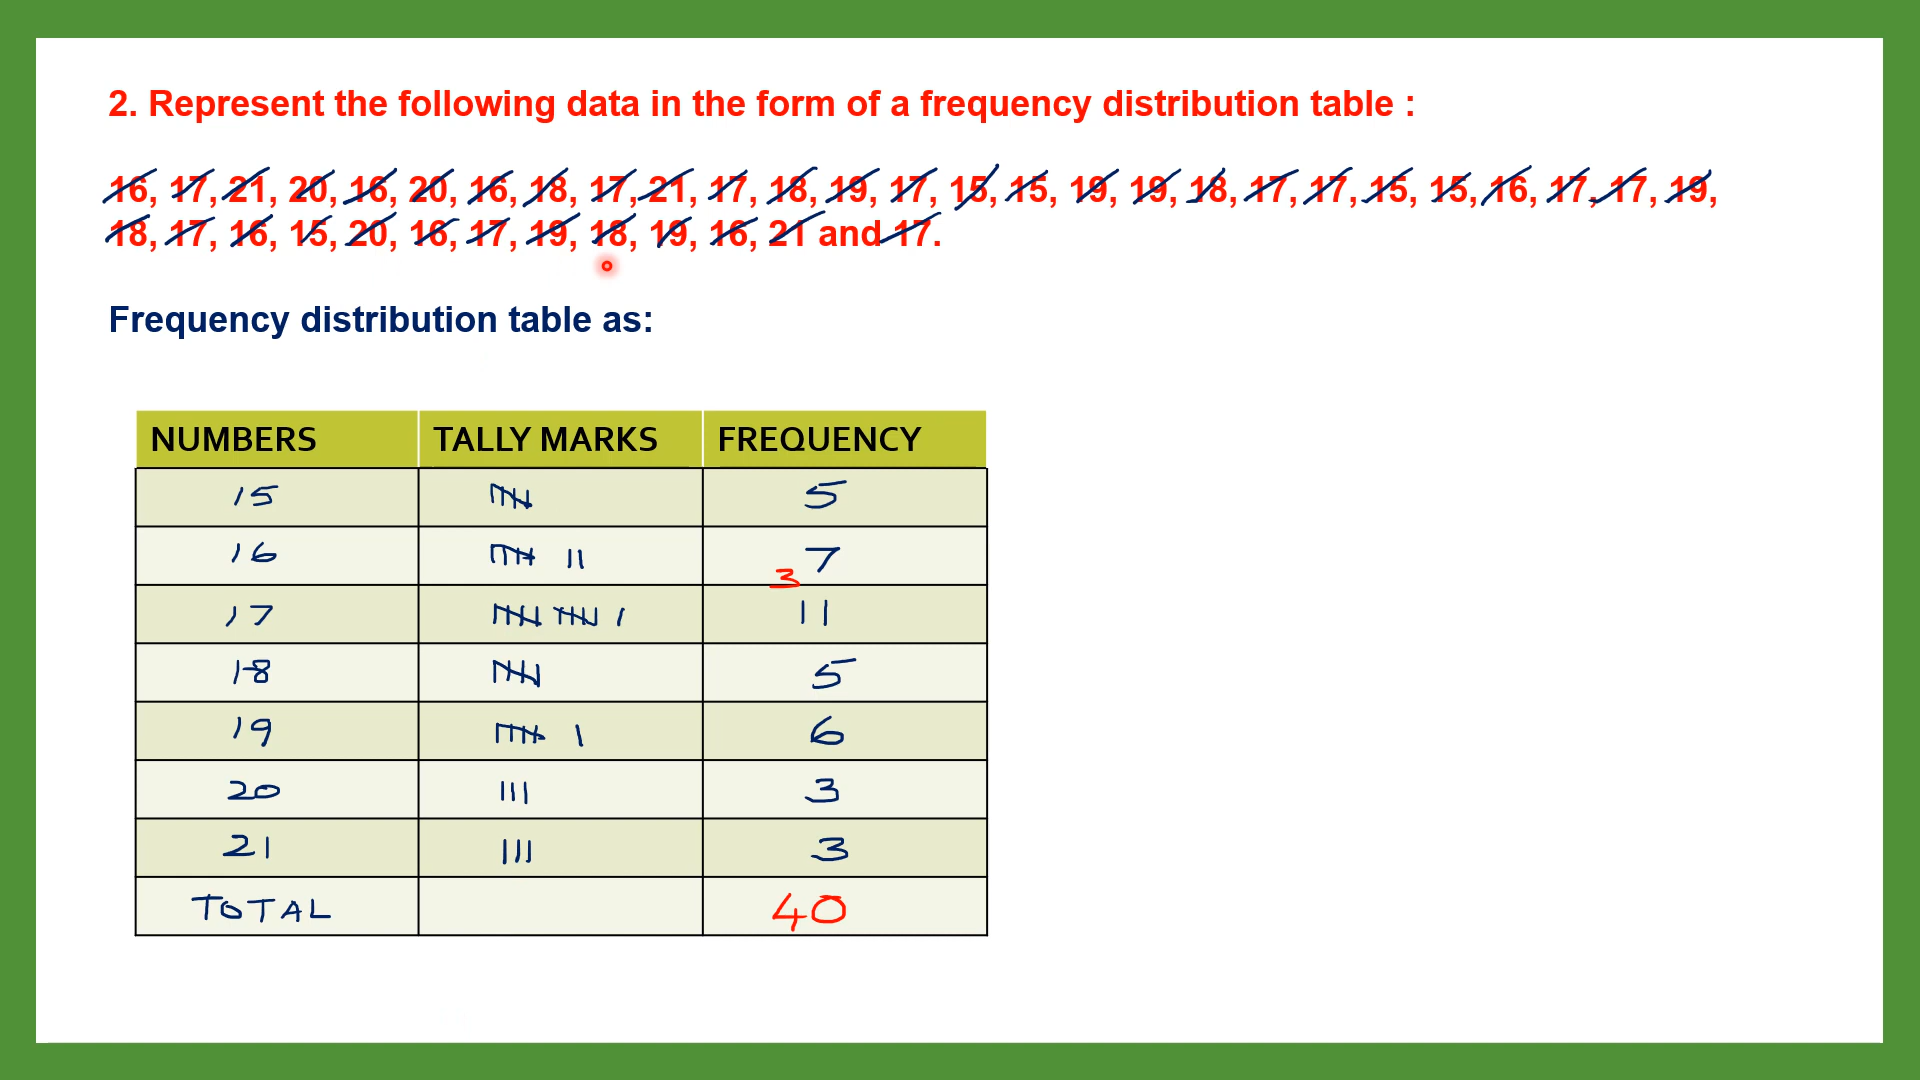 2. Represent the following data in the form of a frequency distribution table :
16, 17, 21, 20, 16, 20, 16, 18, 17, 21, 17, 18, 19, 17, 15, 15, 19, 19, 18, 17, 17, 15, 15, 16, 17, 17, 19,
18, 17, 16, 15, 20, 16, 17, 19, 18, 19, 16, 21 and 17.
Frequency distribution table as:
NUMBERS TALLY MARKS FREQUENCY
15 5
16 7
3
17 11
18 5
19 6
20 III 3
21 III 3
TOTAL 40